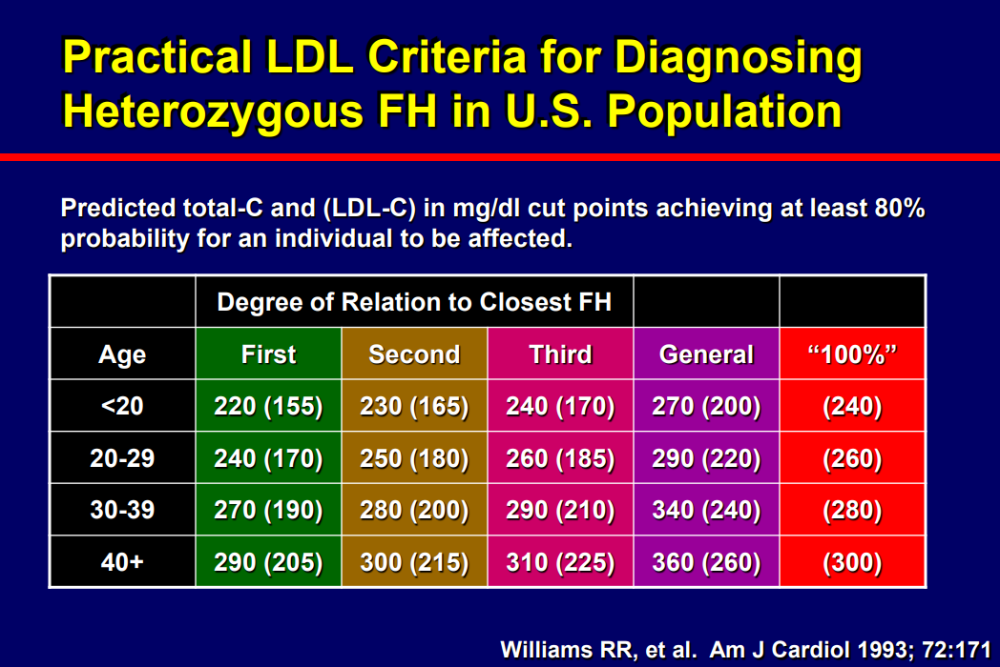 Practical LDL Criteria for Diagnosing
Heterozygous FH in U.S. Population
Predicted total-C and (LDL-C) in mg/dl cut points achieving at least 80%
probability for an individual to be affected.
Degree of Relation to Closest FH
Age First Second Third General “100%”
<20 220 (155) 230 (165) 240 (170) 270 (200) (240)
20-29 240 (170) 250 (180) 260 (185) 290 (220) (260)
30-39 270 (190) 280 (200) 290 (210) 340 (240) (280)
40+ 290 (205) 300 (215) 310 (225) 360 (260) (300)
Williams RR, et al. Am J Cardiol 1993; 72:171